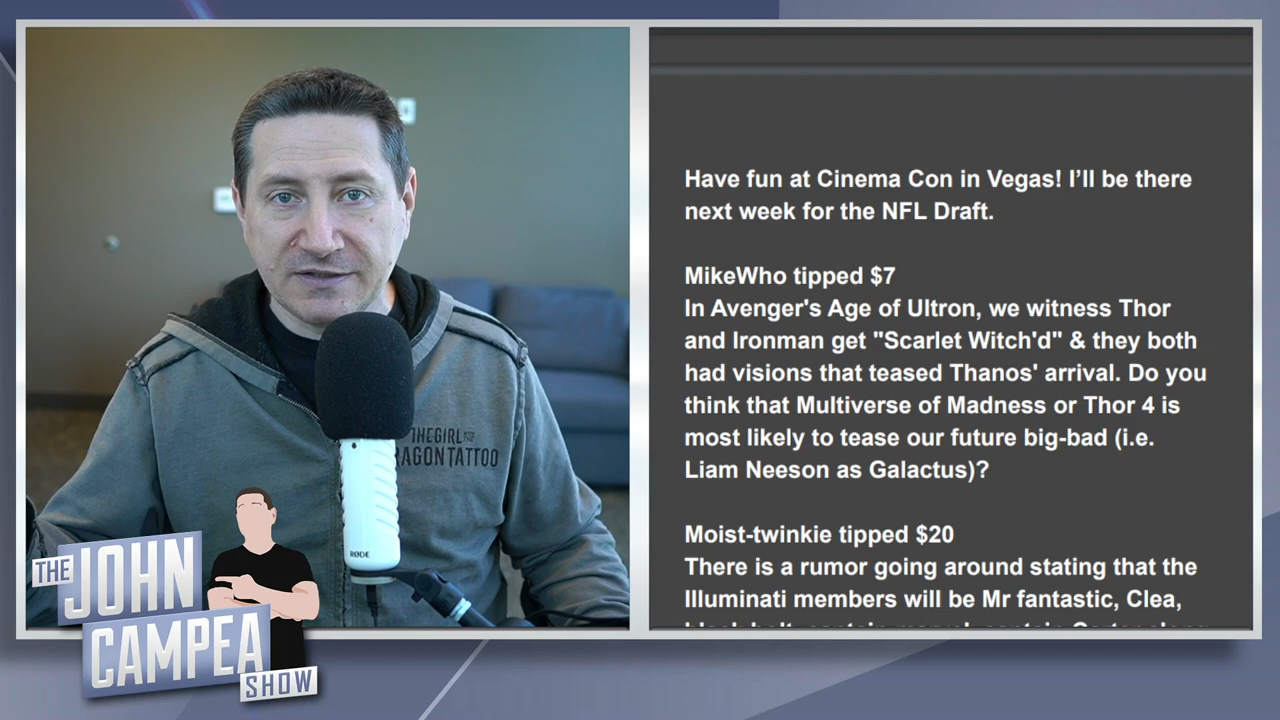 Have fun at Cinema Con in Vegas! I’ll be there
next week for the NFL Draft.
MikeWho tipped $7
In Avenger's Age of Ultron, we witness Thor
and Ironman get "Scarlet Witch'd" & they both
had visions that teased Thanos' arrival. Do you
think that Multiverse of Madness or Thor 4 is
most likely to tease our future big-bad (i.e.
Liam Neeson as Galactus)?
Moist-twinkie tipped $20
There is a rumor going around stating that the
Illuminati members will be Mr fantastic, Clea,
THE GIRL WITH THE
DRAGON TATTOO
RØDE
THE
JOHN
CAMPEA
SHOW